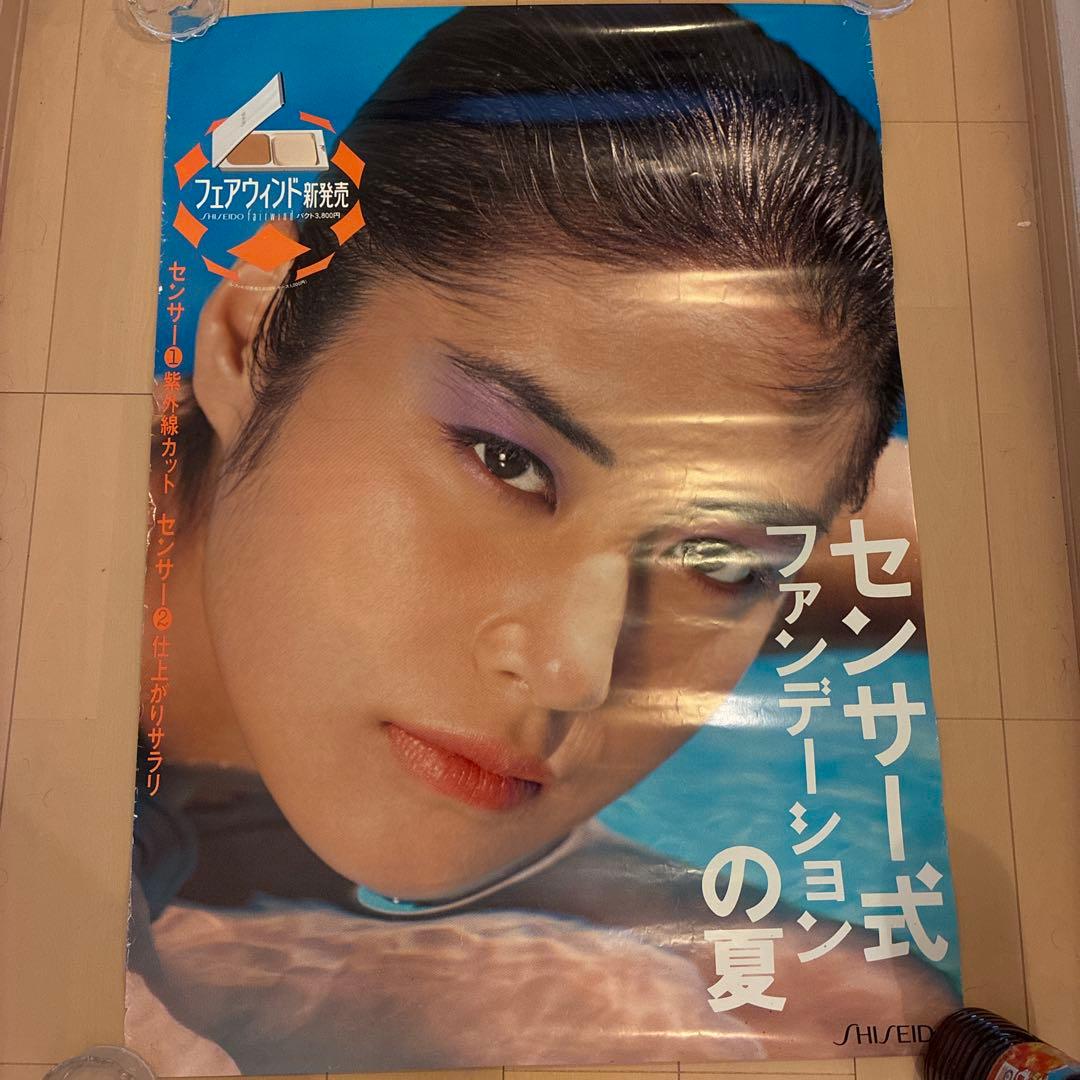 フェアウィンド新発売
SHISEIDO fairwind パクト3,800円
センサー1紫外線カット センサー2仕上がりサラリ
センサー式
ファンデーション
の夏
SHISEID